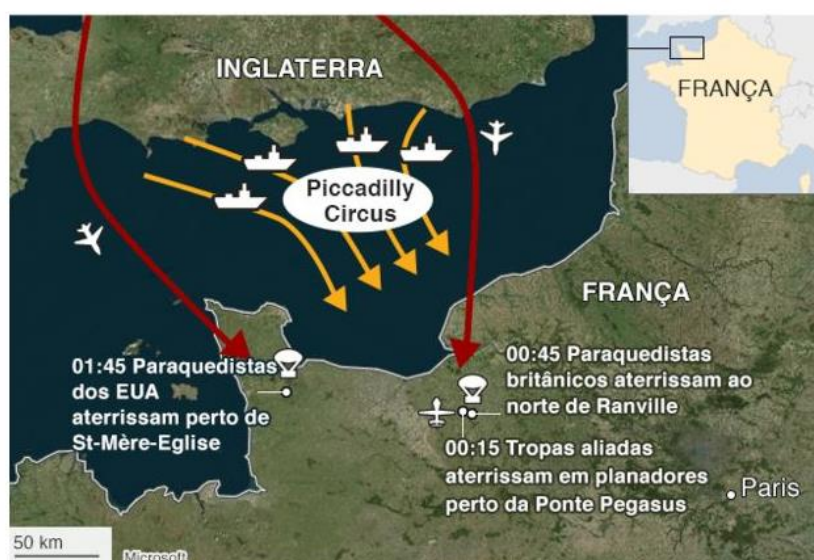 INGLATERRA
FRANÇA
Piccadilly
Circus
FRANÇA
01:45 Paraquedistas
dos EUA
aterrissam perto de
St-Mère-Eglise
00:45 Paraquedistas
britânicos aterrissam ao
norte de Ranville
00:15 Tropas aliadas
aterrissam em planadores
perto da Ponte Pegasus
Paris
50 km
Microsoft